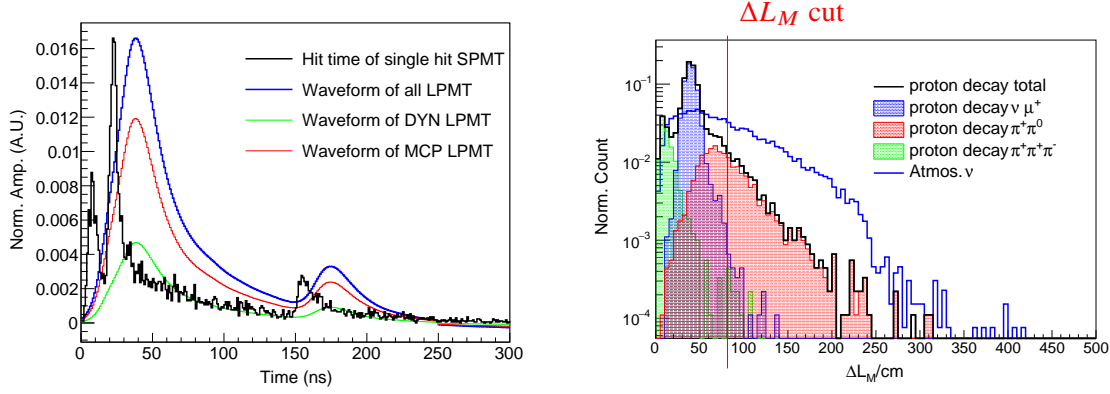 ΔL_M cut
Norm. Amp. (A.U.)
0.016
0.014
0.012
0.01
0.008
0.006
0.004
0.002
0
Hit time of single hit SPMT
Waveform of all LPMT
Waveform of DYN LPMT
Waveform of MCP LPMT
0 50 100 150 200 250 300
Time (ns)
Norm. Count
10⁻¹
10⁻²
10⁻³
10⁻⁴
proton decay total
proton decay ν μ⁺
proton decay π⁺π⁰
proton decay π⁺π⁺π⁻
Atmos. ν
0 50 100 150 200 250 300 350 400 450 500
ΔL_M/cm